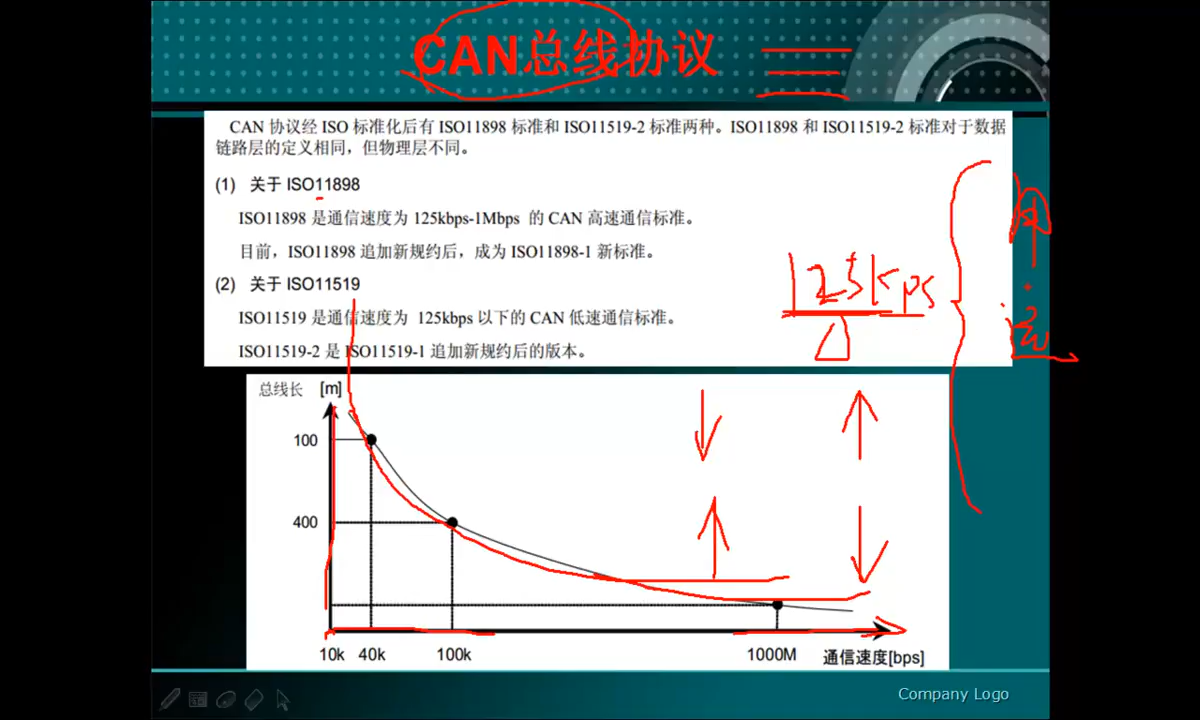 CAN总线协议
CAN 协议经 ISO 标准化后有 ISO11898 标准和 ISO11519-2 标准两种。ISO11898 和 ISO11519-2 标准对于数据
链路层的定义相同，但物理层不同。
(1) 关于 ISO11898
ISO11898 是通信速度为 125kbps-1Mbps 的 CAN 高速通信标准。
目前，ISO11898 追加新规约后，成为 ISO11898-1 新标准。
(2) 关于 ISO11519
ISO11519 是通信速度为 125kbps 以下的 CAN 低速通信标准。
ISO11519-2 是 ISO11519-1 追加新规约后的版本。
125kps
总线长 [m]
100
400
10k 40k 100k 1000M 通信速度[bps]
Company Logo